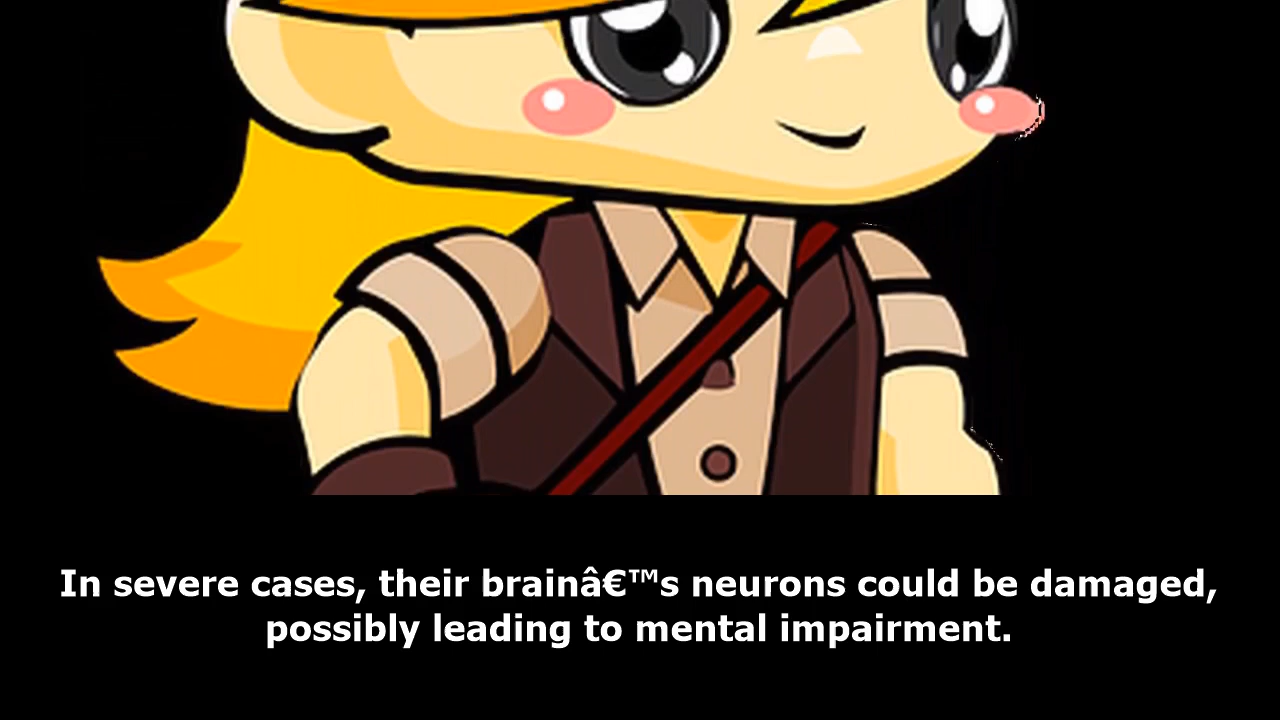 In severe cases, their brainâ€™s neurons could be damaged,
possibly leading to mental impairment.